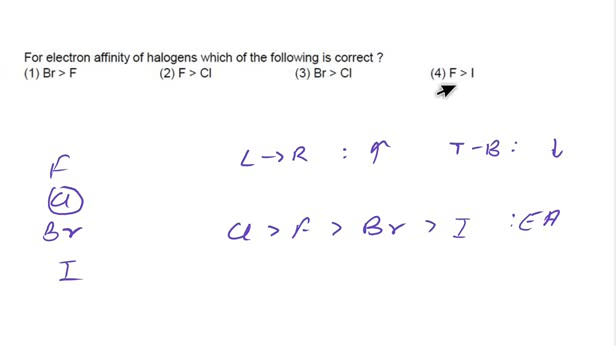 For electron affinity of halogens which of the following is correct ?
(1) Br > F (2) F > Cl (3) Br > Cl (4) F > I
L → R : ↑ T - B : ↓
F
Cl
Br
I
Cl > F > Br > I : EA